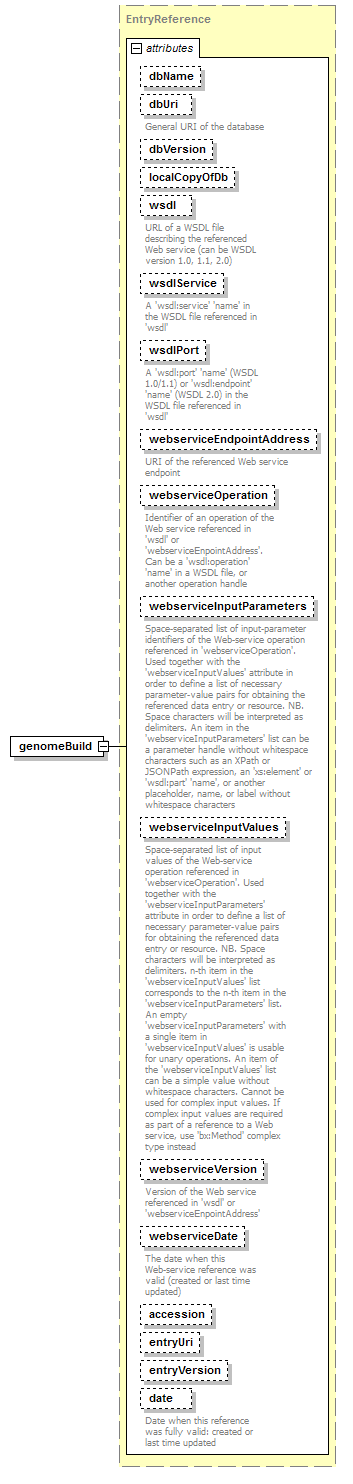 EntryReference
attributes
dbName
dbUri
General URI of the database
dbVersion
localCopyOfDb
wsdl
URL of a WSDL file
describing the referenced
Web service (can be WSDL
version 1.0, 1.1, 2.0)
wsdlService
A 'wsdl:service' 'name' in
the WSDL file referenced in
'wsdl'
wsdlPort
A 'wsdl:port' 'name' (WSDL
1.0/1.1) or 'wsdl:endpoint'
'name' (WSDL 2.0) in the
WSDL file referenced in
'wsdl'
webserviceEndpointAddress
URI of the referenced Web service
endpoint
webserviceOperation
Identifier of an operation of the
Web service referenced in
'wsdl' or
'webserviceEnpointAddress'.
Can be a 'wsdl:operation'
'name' in a WSDL file, or
another operation handle
webserviceInputParameters
Space-separated list of input-parameter
identifiers of the Web-service operation
referenced in 'webserviceOperation'.
Used together with the
'webserviceInputValues' attribute in
order to define a list of necessary
parameter-value pairs for obtaining the
referenced data entry or resource. NB.
Space characters will be interpreted as
delimiters. An item in the
'webserviceInputParameters' list can be
a parameter handle without whitespace
characters such as an XPath or
JSONPath expression, an 'xs:element' or
'wsdl:part' 'name', or another
placeholder, name, or label without
whitespace characters
genomeBuild
webserviceInputValues
Space-separated list of input
values of the Web-service
operation referenced in
'webserviceOperation'. Used
together with the
'webserviceInputParameters'
attribute in order to define a list of
necessary parameter-value pairs
for obtaining the referenced data
entry or resource. NB. Space
characters will be interpreted as
delimiters. n-th item in the
'webserviceInputValues' list
corresponds to the n-th item in the
'webserviceInputParameters' list.
An empty
'webserviceInputParameters' with
a single item in
'webserviceInputValues' is usable
for unary operations. An item of
the 'webserviceInputValues' list
can be a simple value without
whitespace characters. Cannot be
used for complex input values. If
complex input values are required
as part of a reference to a Web
service, use 'bx:Method' complex
type instead
webserviceVersion
Version of the Web service
referenced in 'wsdl' or
'webserviceEnpointAddress'
webserviceDate
The date when this
Web-service reference was
valid (created or last time
updated)
accession
entryUri
entryVersion
date
Date when this reference
was fully valid: created or
last time updated